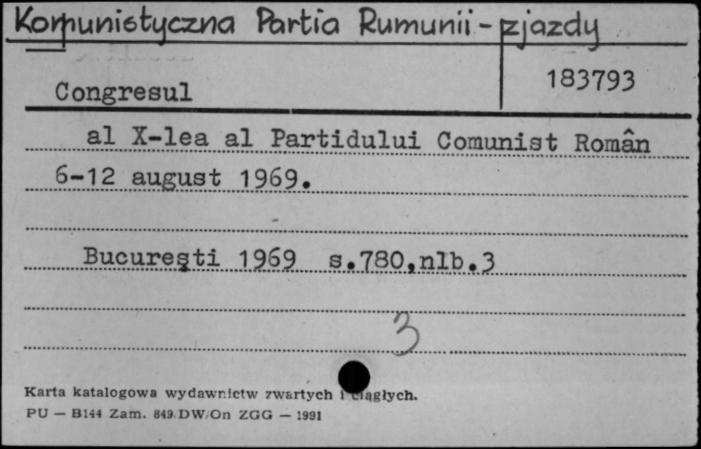 Komunistyczna Partia Rumunii - zjazdy
183793
Congresul
al X-lea al Partidului Comunist Român
6-12 august 1969.
Bucureşti 1969 s.780,nlb.3
3
Karta katalogowa wydawnictw zwartych i ciągłych.
PU — B144 Zam. 849/DW/On ZGG — 1991